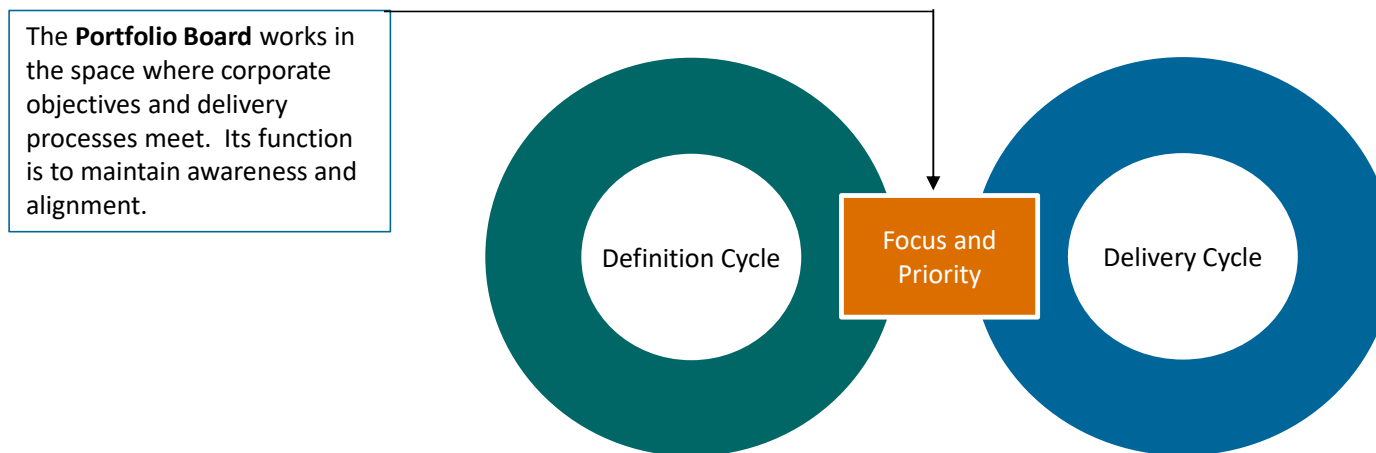 The Portfolio Board works in
the space where corporate
objectives and delivery
processes meet.  Its function
is to maintain awareness and
alignment.
Definition Cycle
Focus and
Priority
Delivery Cycle